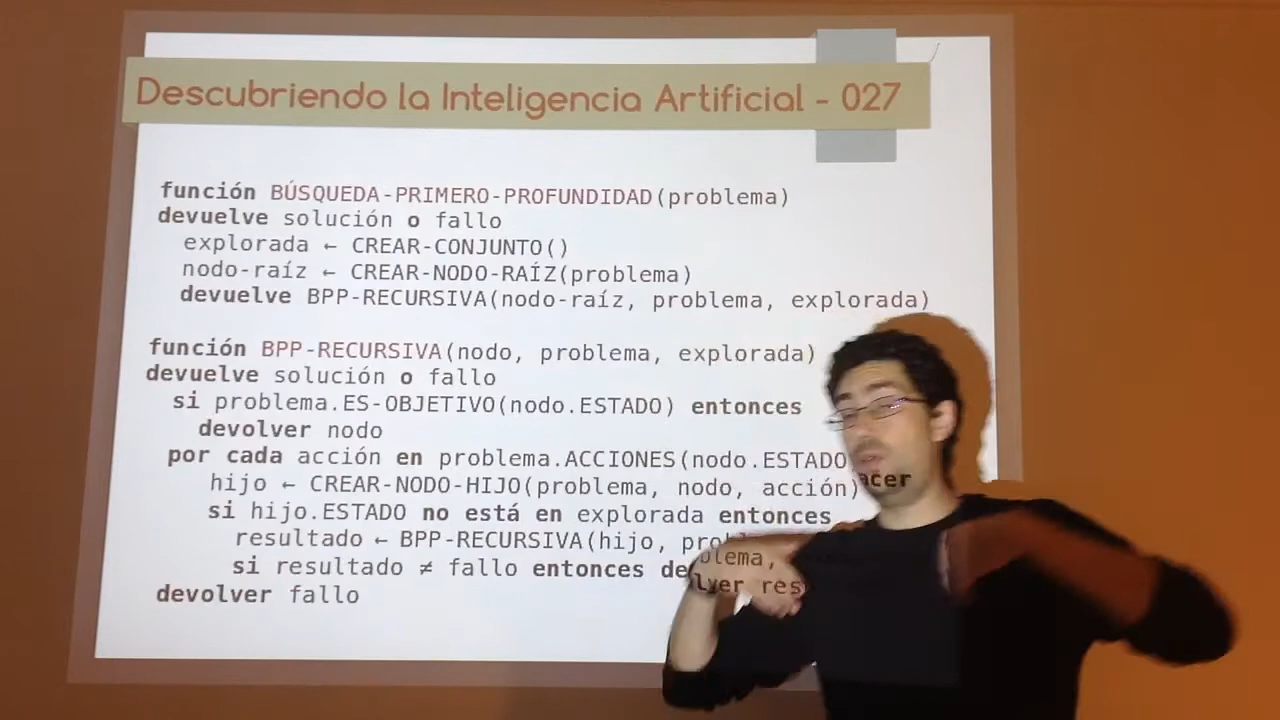 Descubriendo la Inteligencia Artificial - 027
función BÚSQUEDA-PRIMERO-PROFUNDIDAD(problema)
devuelve solución o fallo
explorada ← CREAR-CONJUNTO()
nodo-raíz ← CREAR-NODO-RAÍZ(problema)
devuelve BPP-RECURSIVA(nodo-raíz, problema, explorada)
función BPP-RECURSIVA(nodo, problema, explorada)
devuelve solución o fallo
si problema.ES-OBJETIVO(nodo.ESTADO) entonces
devolver nodo
por cada acción en problema.ACCIONES(nodo.ESTADO
hijo ← CREAR-NODO-HIJO(problema, nodo, acción)
si hijo.ESTADO no está en explorada entonces
resultado ← BPP-RECURSIVA(hijo,
si resultado ≠ fallo entonces
devolver fallo